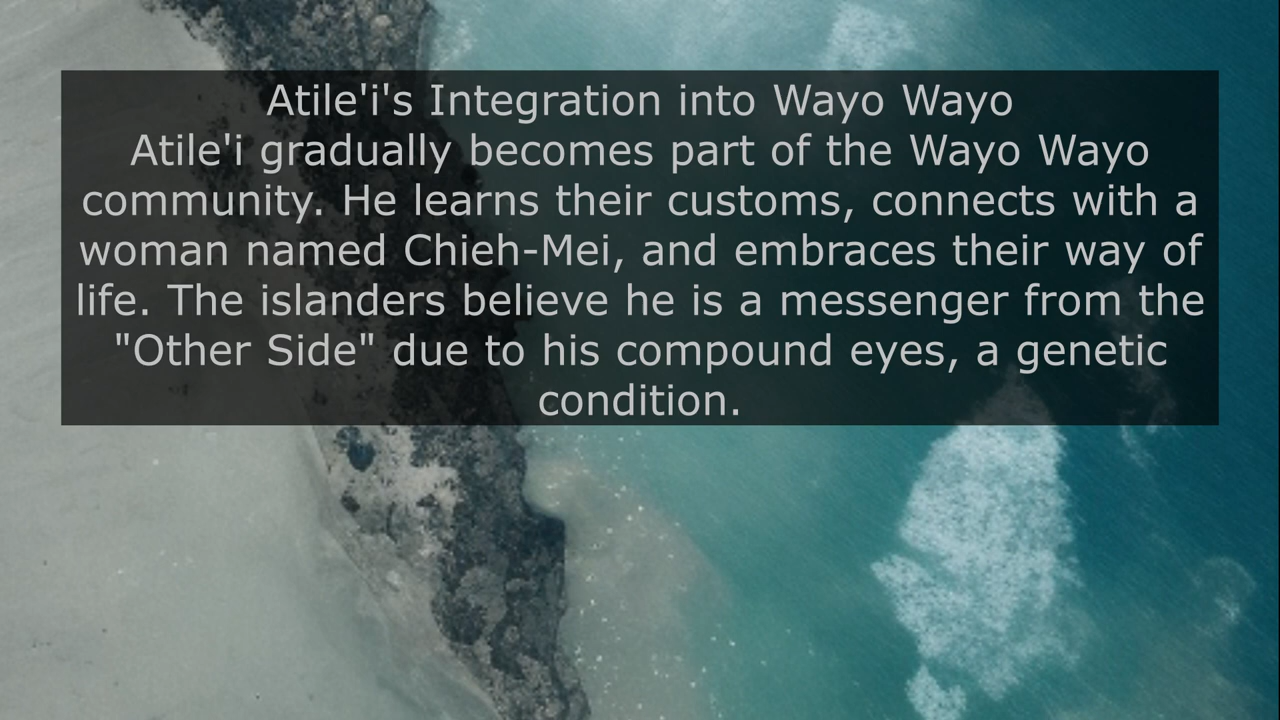 Atile'i's Integration into Wayo Wayo
Atile'i gradually becomes part of the Wayo Wayo
community. He learns their customs, connects with a
woman named Chieh-Mei, and embraces their way of
life. The islanders believe he is a messenger from the
"Other Side" due to his compound eyes, a genetic
condition.